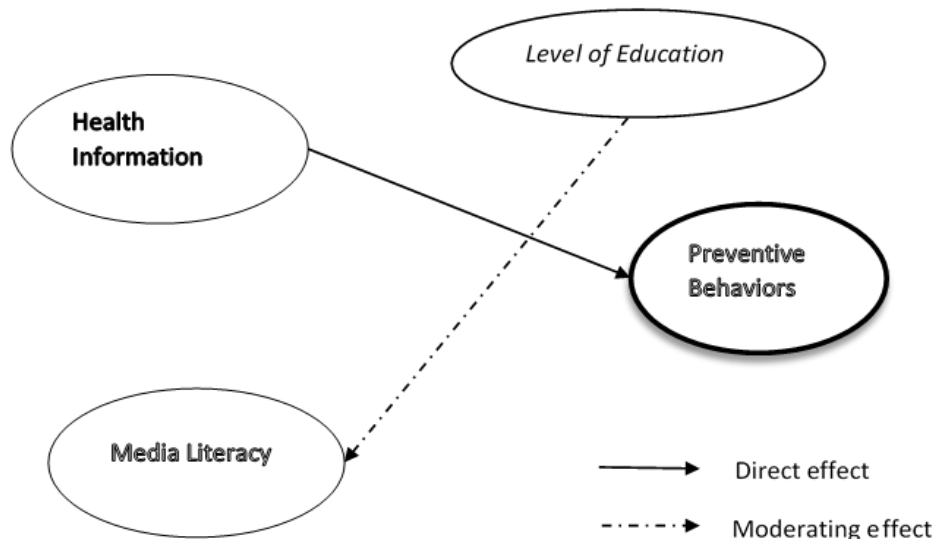 Level of Education
Health
Information
Preventive
Behaviors
Media Literacy
Direct effect
Moderating effect